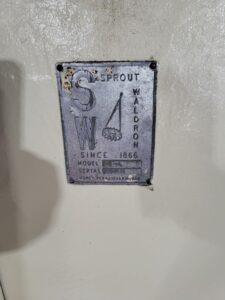 SPROUT
S
W
WALDRON
SINCE 1866
MODEL
SERIAL